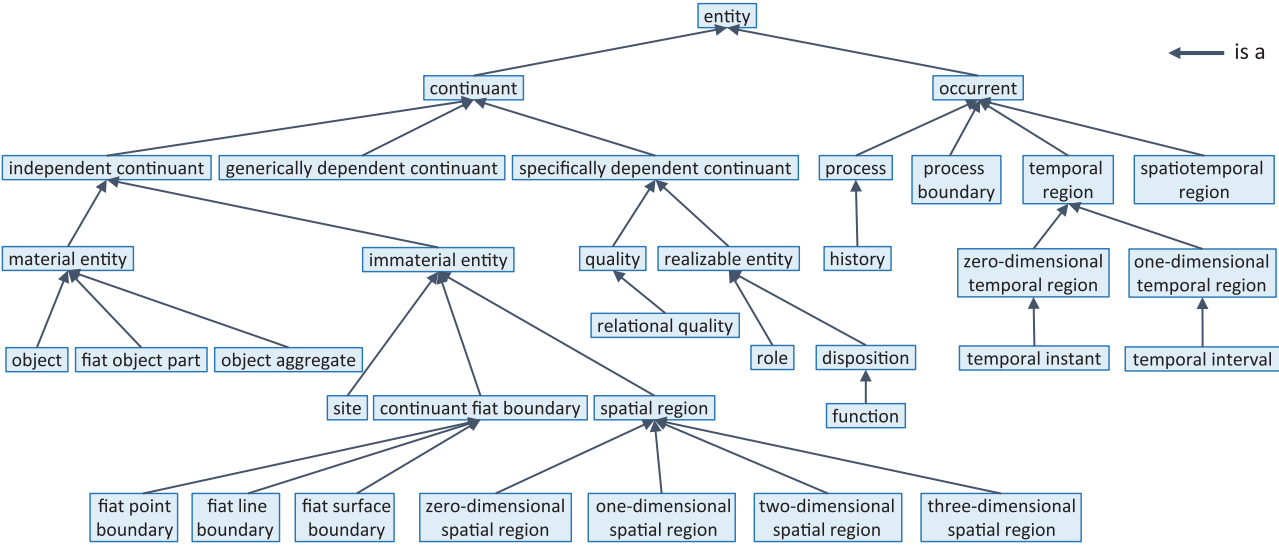 entity
is a
continuant
occurrent
independent continuant
generically dependent continuant
specifically dependent continuant
process
process
boundary
temporal
region
spatiotemporal
region
material entity
immaterial entity
quality
realizable entity
history
zero-dimensional
temporal region
one-dimensional
temporal region
relational quality
object
fiat object part
object aggregate
role
disposition
temporal instant
temporal interval
site
continuant fiat boundary
spatial region
function
fiat point
boundary
fiat line
boundary
fiat surface
boundary
zero-dimensional
spatial region
one-dimensional
spatial region
two-dimensional
spatial region
three-dimensional
spatial region